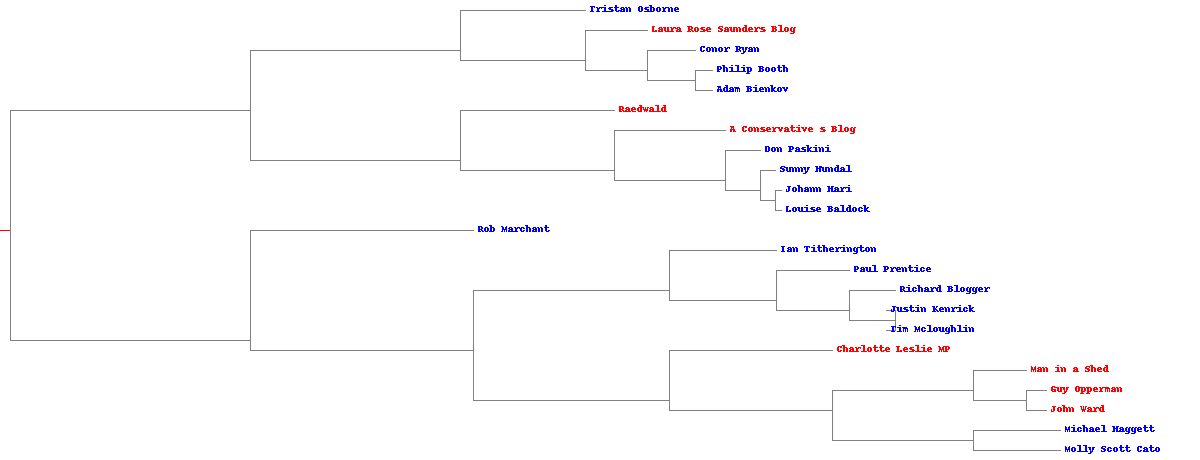 Tristan Osborne
Laura Rose Saunders Blog
Conor Ryan
Philip Booth
Adam Bienkov
Raedwald
A Conservative s Blog
Don Paskini
Sunny Hundal
Johann Hari
Louise Baldock
Rob Marchant
Ian Titherington
Paul Prentice
Richard Blogger
Justin Kenrick
Jim Mcloughlin
Charlotte Leslie MP
Man in a Shed
Guy Opperman
John Ward
Michael Haggett
Molly Scott Cato